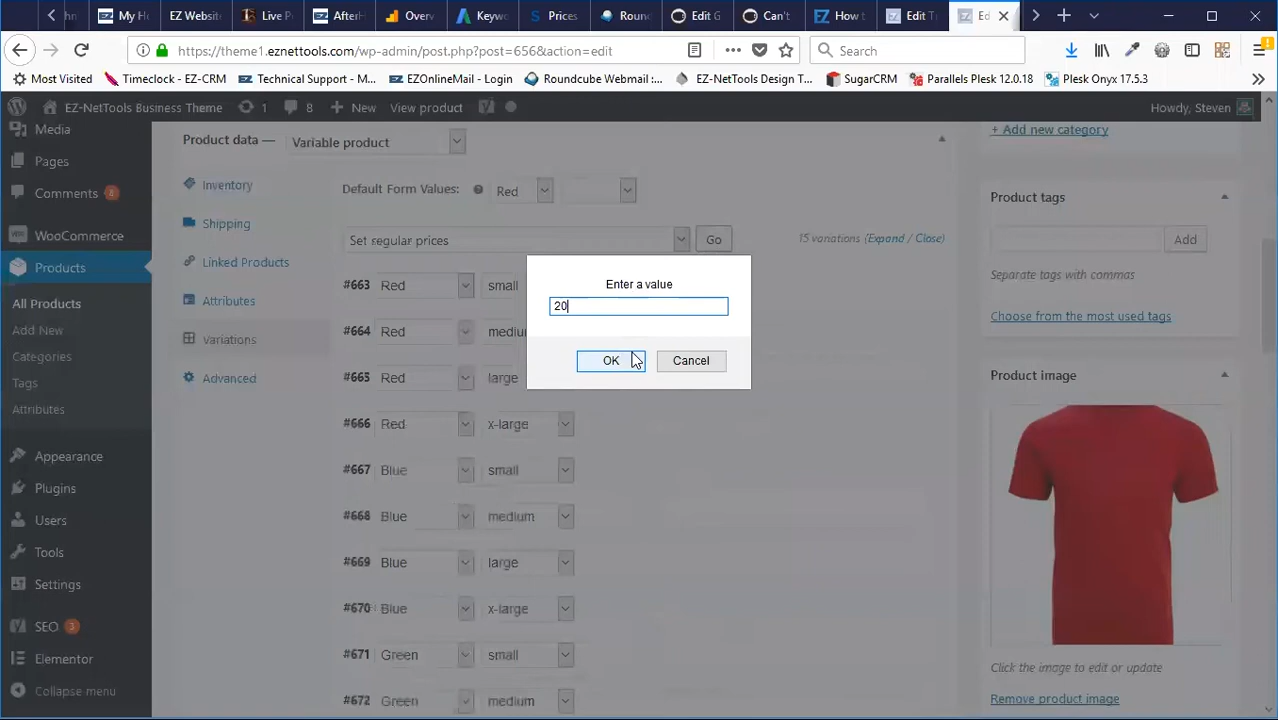 My H
EZ Website
Live P
AfterH
Overv
Keywo
Prices
Roun
Edit G
Can't
How t
Edit T
Ed
https://theme1.eznettools.com/wp-admin/post.php?post=656&action=edit
Search
Most Visited
Timeclock - EZ-CRM
Technical Support - M...
EZOnlineMail - Login
Roundcube Webmail :...
EZ-NetTools Design T...
SugarCRM
Parallels Plesk 12.0.18
Plesk Onyx 17.5.3
EZ-NetTools Business Theme
1
8
New
View product
Howdy, Steven
Media
Pages
Comments 8
WooCommerce
Products
All Products
Add New
Categories
Tags
Attributes
Appearance
Plugins
Users
Tools
Settings
SEO 3
Elementor
Collapse menu
Product data — Variable product
Inventory
Shipping
Linked Products
Attributes
Variations
Advanced
Default Form Values: Red
Set regular prices
Go
15 variations (Expand / Close)
#663 Red small
#664 Red mediu
#665 Red large
#666 Red x-large
#667 Blue small
#668 Blue medium
#669 Blue large
#670 Blue x-large
#671 Green small
#672 Green medium
Enter a value
20
OK
Cancel
+ Add new category
Product tags
Add
Separate tags with commas
Choose from the most used tags
Product image
Click the image to edit or update
Remove product image